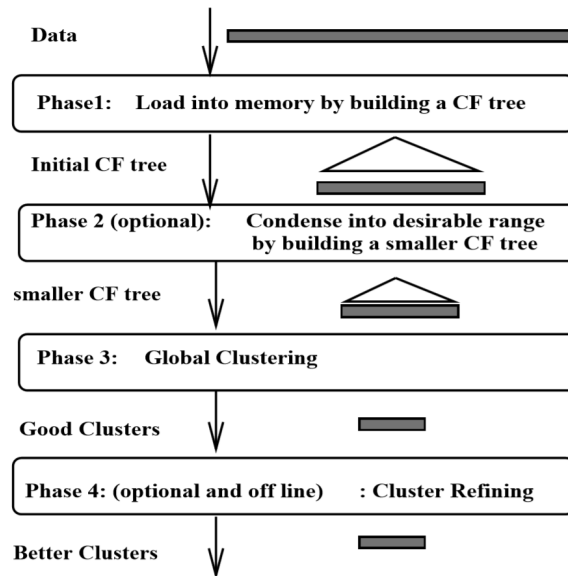 Data
Phase1: Load into memory by building a CF tree
Initial CF tree
Phase 2 (optional): Condense into desirable range
by building a smaller CF tree
smaller CF tree
Phase 3: Global Clustering
Good Clusters
Phase 4: (optional and off line) : Cluster Refining
Better Clusters